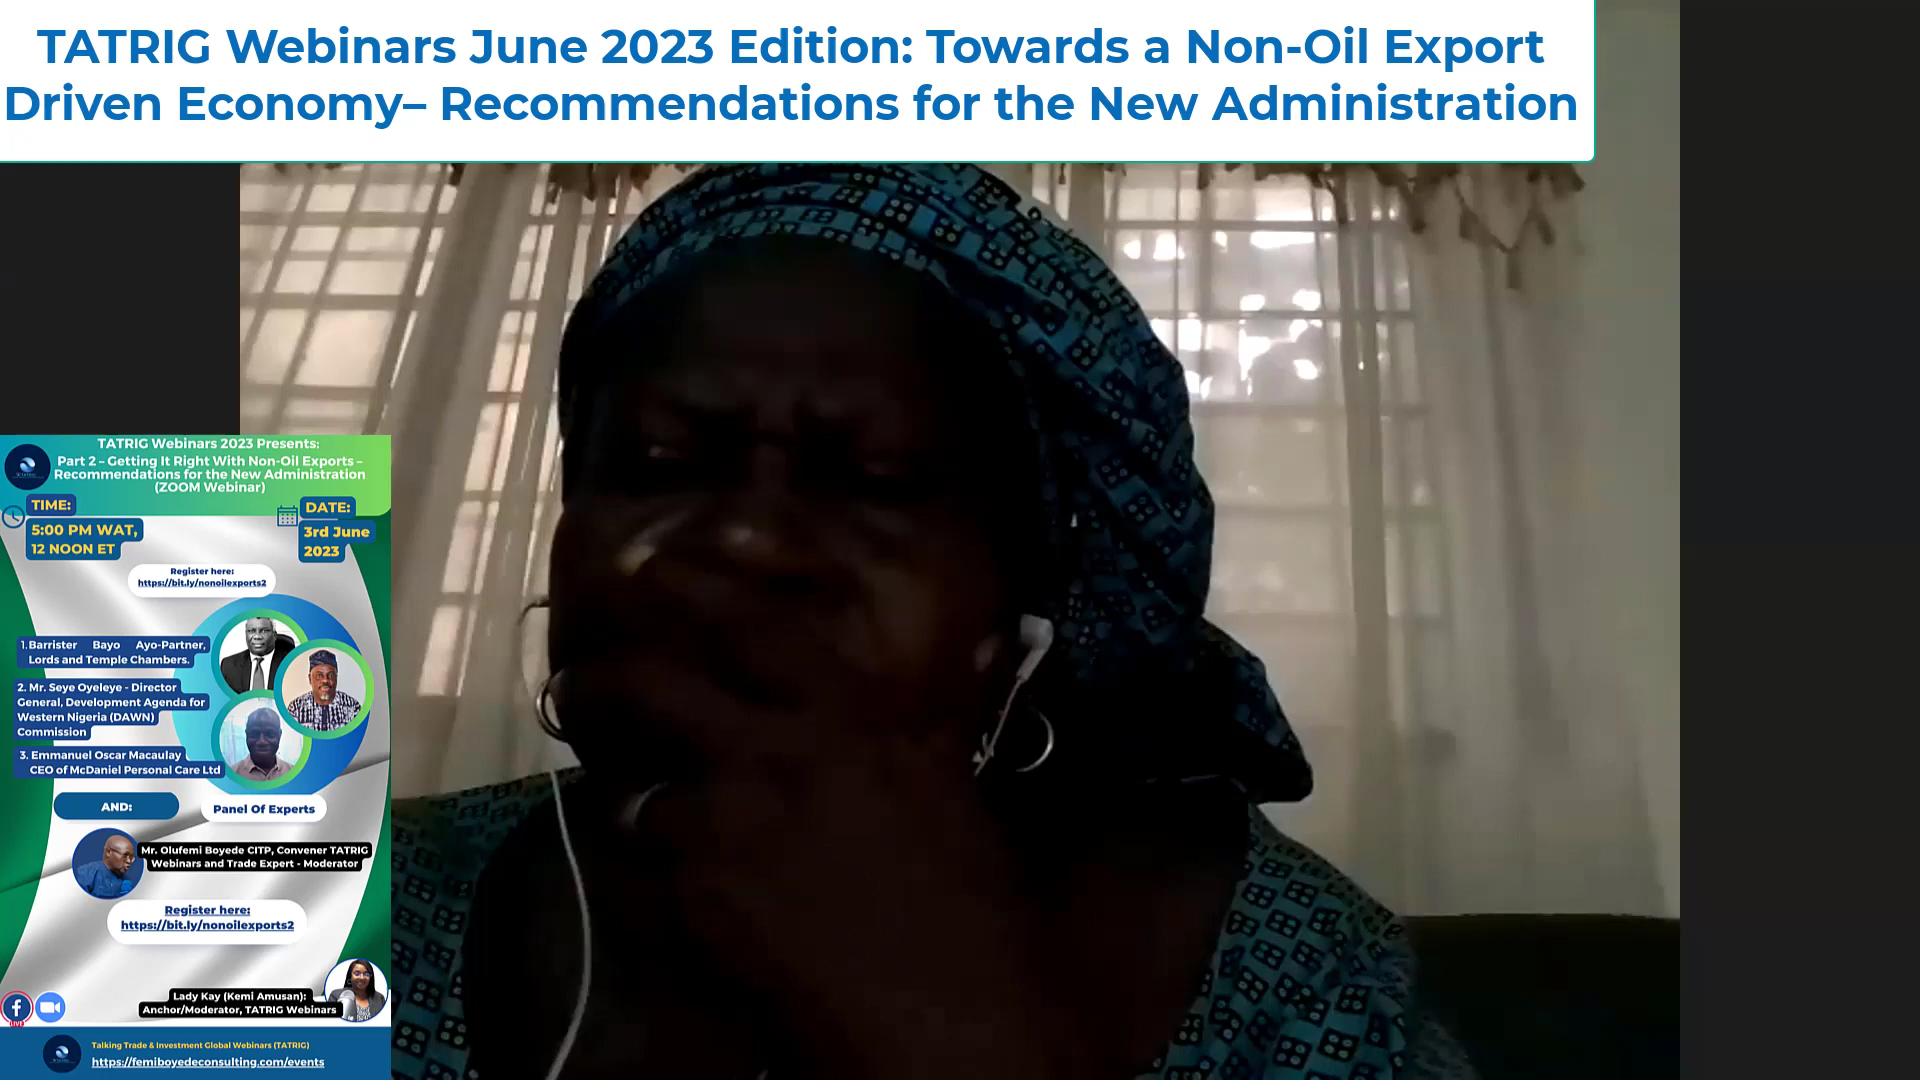 TATRIG Webinars June 2023 Edition: Towards a Non-Oil Export
Driven Economy– Recommendations for the New Administration
TATRIG Webinars 2023 Presents:
Part 2 – Getting It Right With Non-Oil Exports –
Recommendations for the New Administration
(ZOOM Webinar)
TIME:
5:00 PM WAT,
12 NOON ET
DATE:
3rd June
2023
Register here:
https://bit.ly/nonoilexports2
1. Barrister Bayo Ayo-Partner,
Lords and Temple Chambers.
2. Mr. Seye Oyeleye - Director
General, Development Agenda for
Western Nigeria (DAWN)
Commission
3. Emmanuel Oscar Macaulay
CEO of McDaniel Personal Care Ltd
AND:
Panel Of Experts
Mr. Olufemi Boyede CITP, Convener TATRIG
Webinars and Trade Expert - Moderator
Register here:
https://bit.ly/nonoilexports2
Lady Kay (Kemi Amusan):
Anchor/Moderator, TATRIG Webinars
LIVE
Talking Trade & Investment Global Webinars (TATRIG)
https://femiboyedeconsulting.com/events